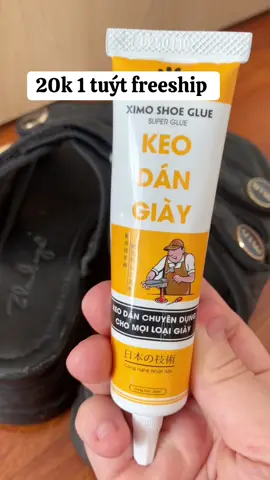 20k 1 tuýt freeship
XIMO SHOE GLUE
SUPER GLUE
KEO
DÁN
GIÀY
KEO DÁN CHUYÊN DỤNG
CHO MỌI LOẠI GIÀY
日本の技術